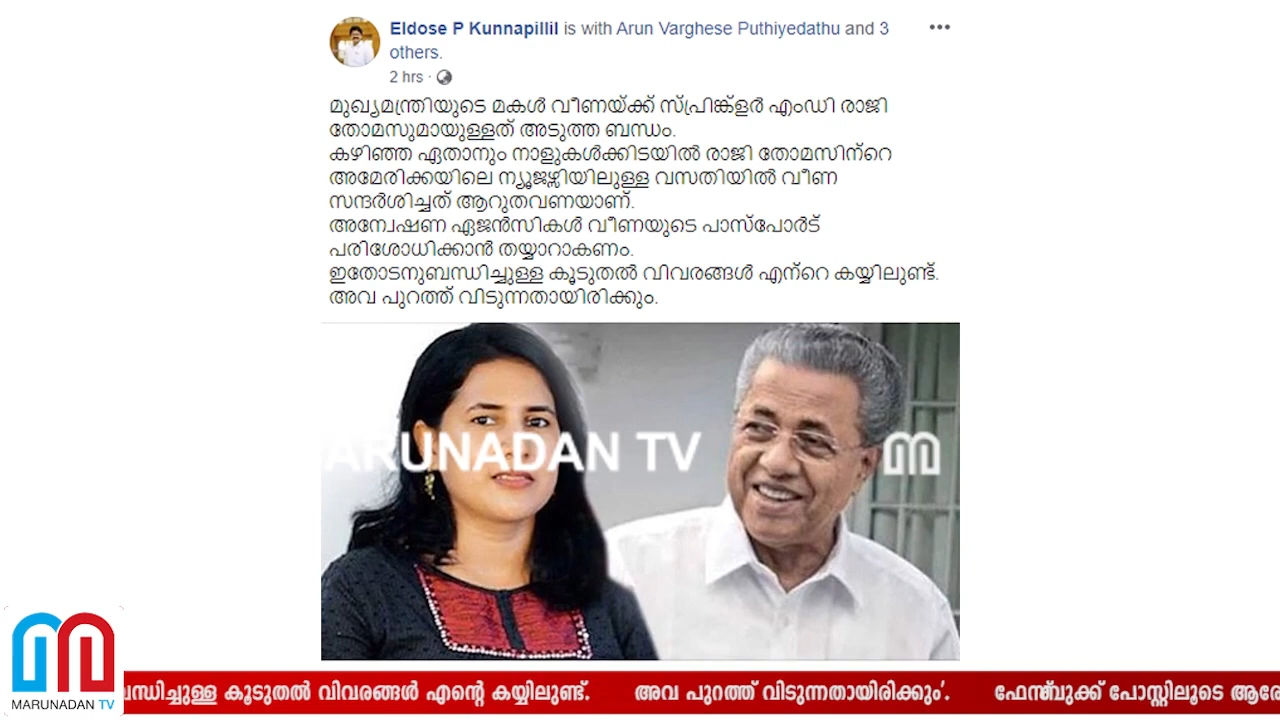 Eldose P Kunnapillil is with Arun Varghese Puthiyedathu and 3
others.
2 hrs ·
മുഖ്യമന്ത്രിയുടെ മകൾ വീണയ്ക്ക് സ്പ്രിങ്ക്ളർ എംഡി രാജി
തോമസുമായുള്ളത് അടുത്ത ബന്ധം.
കഴിഞ്ഞ ഏതാനും നാളുകൾക്കിടയിൽ രാജി തോമസിന്റെ
അമേരിക്കയിലെ ന്യൂജഴ്സിയിലുള്ള വസതിയിൽ വീണ
സന്ദർശിച്ചത് ആറുതവണയാണ്.
അന്വേഷണ ഏജൻസികൾ വീണയുടെ പാസ്പോർട്
പരിശോധിക്കാൻ തയ്യാറാകണം.
ഇതോടനുബന്ധിച്ചുള്ള കൂടുതൽ വിവരങ്ങൾ എന്റെ കയ്യിലുണ്ട്.
അവ പുറത്ത് വിടുന്നതായിരിക്കും.
ARUNADAN TV
MARUNADAN TV
ബന്ധിച്ചുള്ള കൂടുതൽ വിവരങ്ങൾ എന്റെ കയ്യിലുണ്ട്. അവ പുറത്ത് വിടുന്നതായിരിക്കും'. ഫേസ്ബുക്ക് പോസ്റ്റിലൂടെ ആരോ